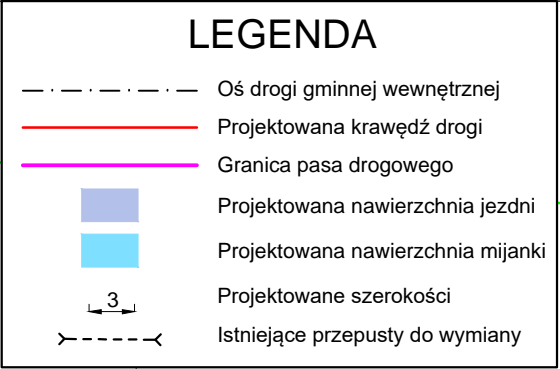 LEGENDA
Oś drogi gminnej wewnętrznej
Projektowana krawędź drogi
Granica pasa drogowego
Projektowana nawierzchnia jezdni
Projektowana nawierzchnia mijanki
3 Projektowane szerokości
Istniejące przepusty do wymiany